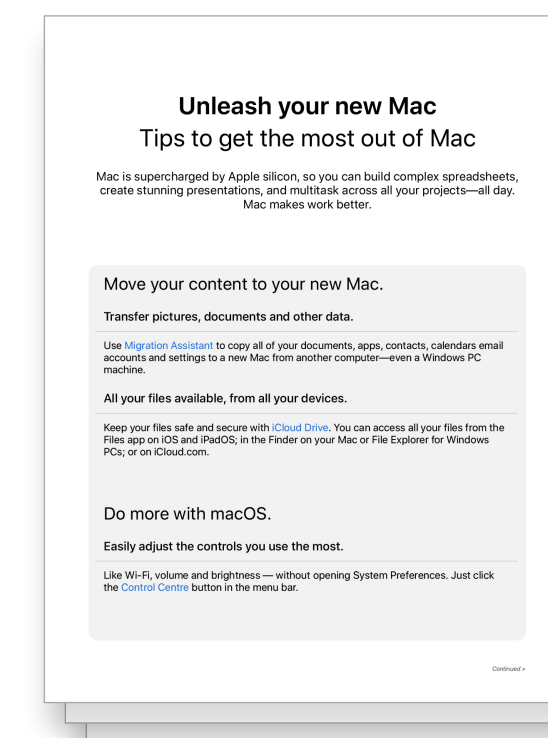 Unleash your new Mac
Tips to get the most out of Mac
Mac is supercharged by Apple silicon, so you can build complex spreadsheets,
create stunning presentations, and multitask across all your projects—all day.
Mac makes work better.
Move your content to your new Mac.
Transfer pictures, documents and other data.
Use Migration Assistant to copy all of your documents, apps, contacts, calendars email
accounts and settings to a new Mac from another computer—even a Windows PC
machine.
All your files available, from all your devices.
Keep your files safe and secure with iCloud Drive. You can access all your files from the
Files app on iOS and iPadOS; in the Finder on your Mac or File Explorer for Windows
PCs; or on iCloud.com.
Do more with macOS.
Easily adjust the controls you use the most.
Like Wi-Fi, volume and brightness — without opening System Preferences. Just click
the Control Centre button in the menu bar.
Continued >